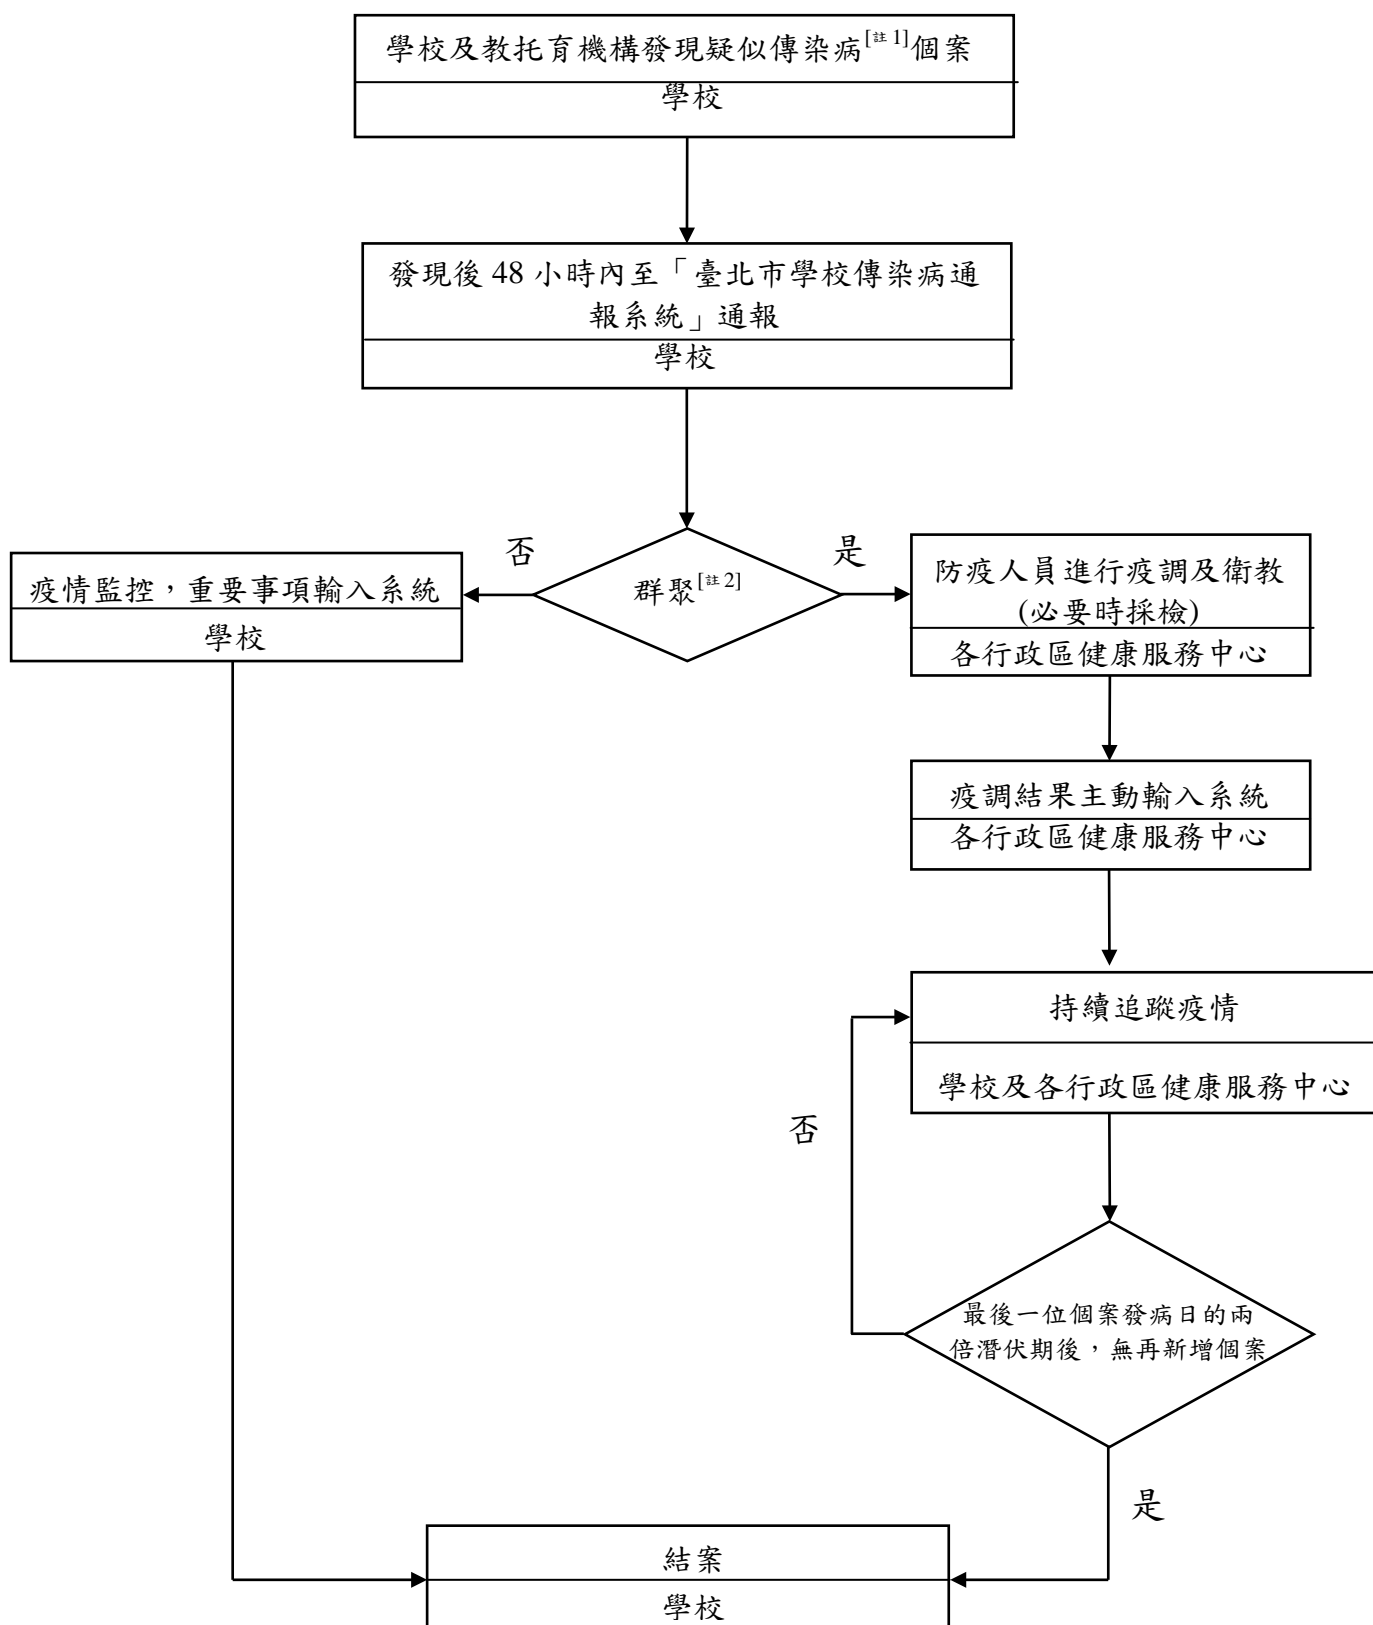 學校及教托育機構發現疑似傳染病[註 1]個案
學校
發現後 48 小時內至「臺北市學校傳染病通
報系統」通報
學校
否
是
群聚[註 2]
疫情監控，重要事項輸入系統
學校
防疫人員進行疫調及衛教
(必要時採檢)
各行政區健康服務中心
疫調結果主動輸入系統
各行政區健康服務中心
持續追蹤疫情
學校及各行政區健康服務中心
否
最後一位個案發病日的兩
倍潛伏期後，無再新增個案
是
結案
學校